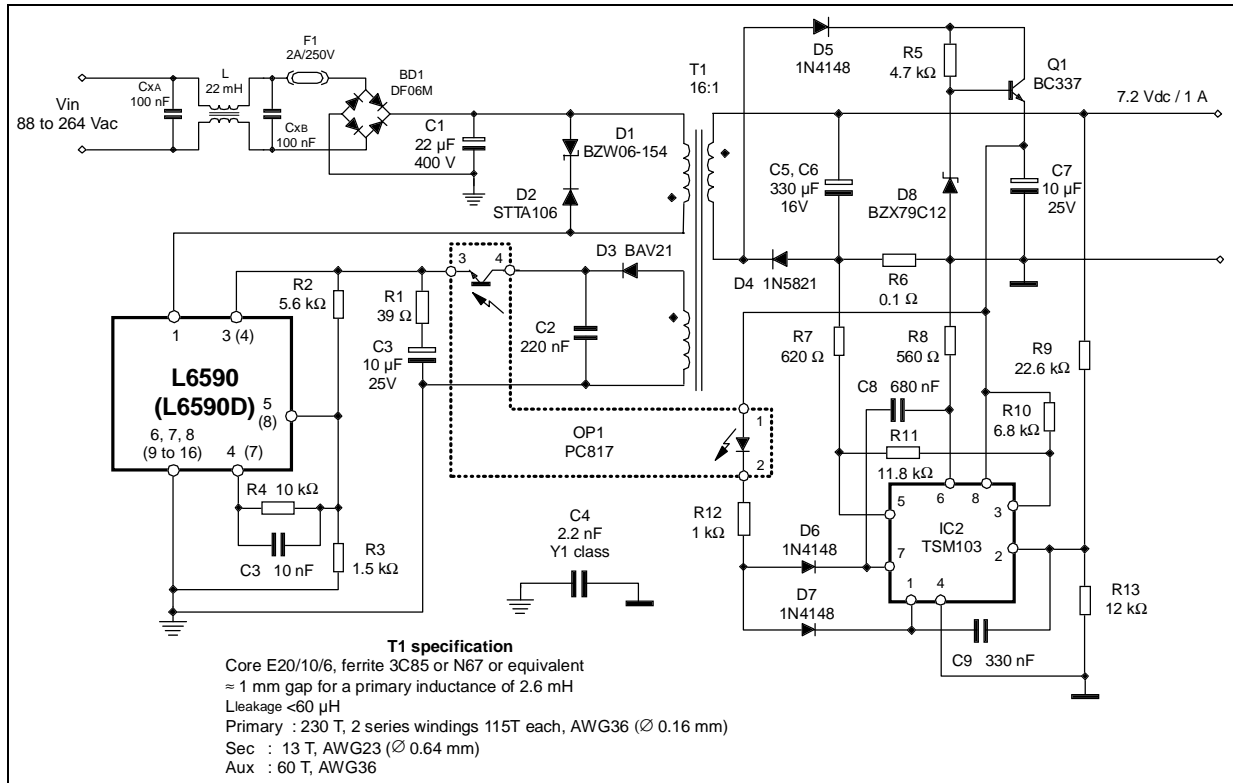 F1
2A/250V
L
22 mH
BD1
DF06M
CxA
100 nF
Vin
88 to 264 Vac
CxB
100 nF
C1
22 µF
400 V
D1
BZW06-154
D2
STTA106
T1
16:1
D5
1N4148
R5
4.7 kΩ
Q1
BC337
7.2 Vdc / 1 A
C5, C6
330 µF
16V
D8
BZX79C12
C7
10 µF
25V
D3 BAV21
D4 1N5821
R6
0.1 Ω
3
4
R2
5.6 kΩ
R1
39 Ω
C3
10 µF
25V
C2
220 nF
R7
620 Ω
R8
560 Ω
R9
22.6 kΩ
1
3 (4)
L6590
(L6590D)
5
(8)
6, 7, 8
(9 to 16)
4 (7)
R4 10 kΩ
C3 10 nF
R3
1.5 kΩ
OP1
PC817
1
2
C8 680 nF
R10
6.8 kΩ
R11
11.8 kΩ
6
8
5
3
IC2
TSM103
7
2
1
4
R12
1 kΩ
D6
1N4148
D7
1N4148
R13
12 kΩ
C9 330 nF
C4
2.2 nF
Y1 class
T1 specification
Core E20/10/6, ferrite 3C85 or N67 or equivalent
≈ 1 mm gap for a primary inductance of 2.6 mH
Lleakage <60 µH
Primary : 230 T, 2 series windings 115T each, AWG36 (∅ 0.16 mm)
Sec : 13 T, AWG23 (∅ 0.64 mm)
Aux : 60 T, AWG36